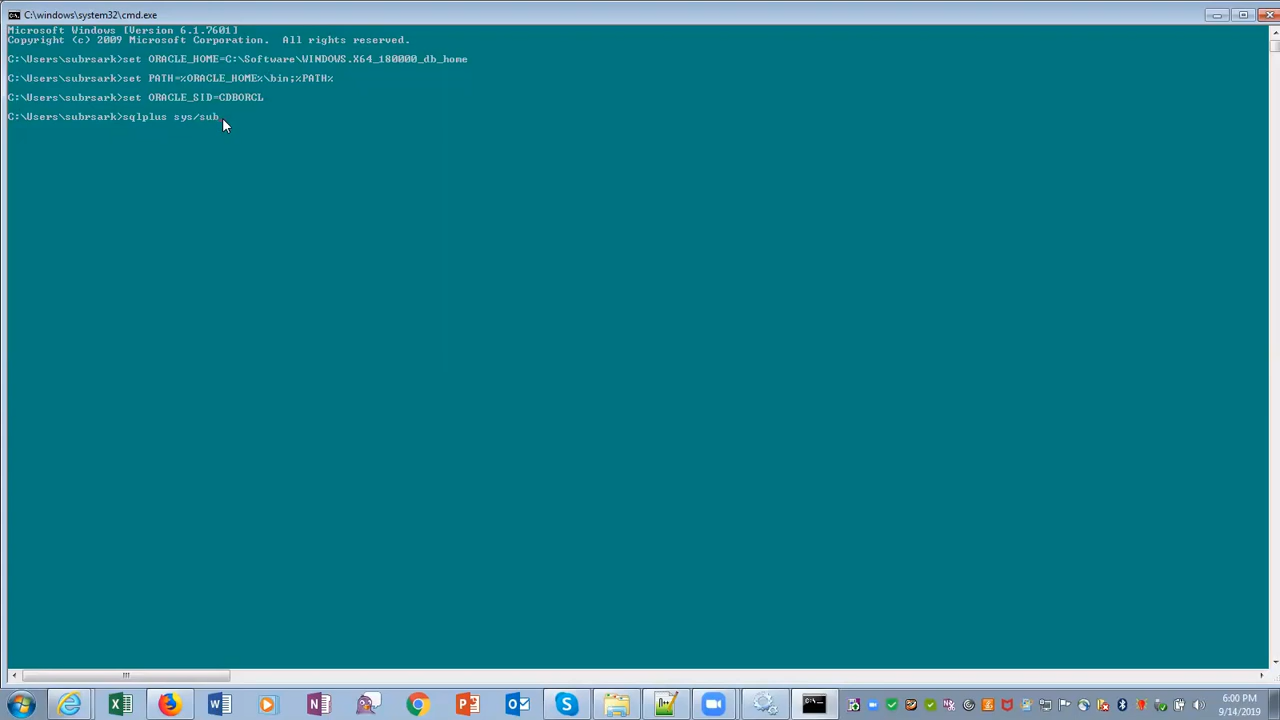 C:\windows\system32\cmd.exe
Microsoft Windows [Version 6.1.7601]
Copyright (c) 2009 Microsoft Corporation.  All rights reserved.
C:\Users\subrsark>set ORACLE_HOME=C:\Software\WINDOWS.X64_180000_db_home
C:\Users\subrsark>set PATH=%ORACLE_HOME%\bin;%PATH%
C:\Users\subrsark>set ORACLE_SID=CDBORCL
C:\Users\subrsark>sqlplus sys/sub
6:00 PM
9/14/2019